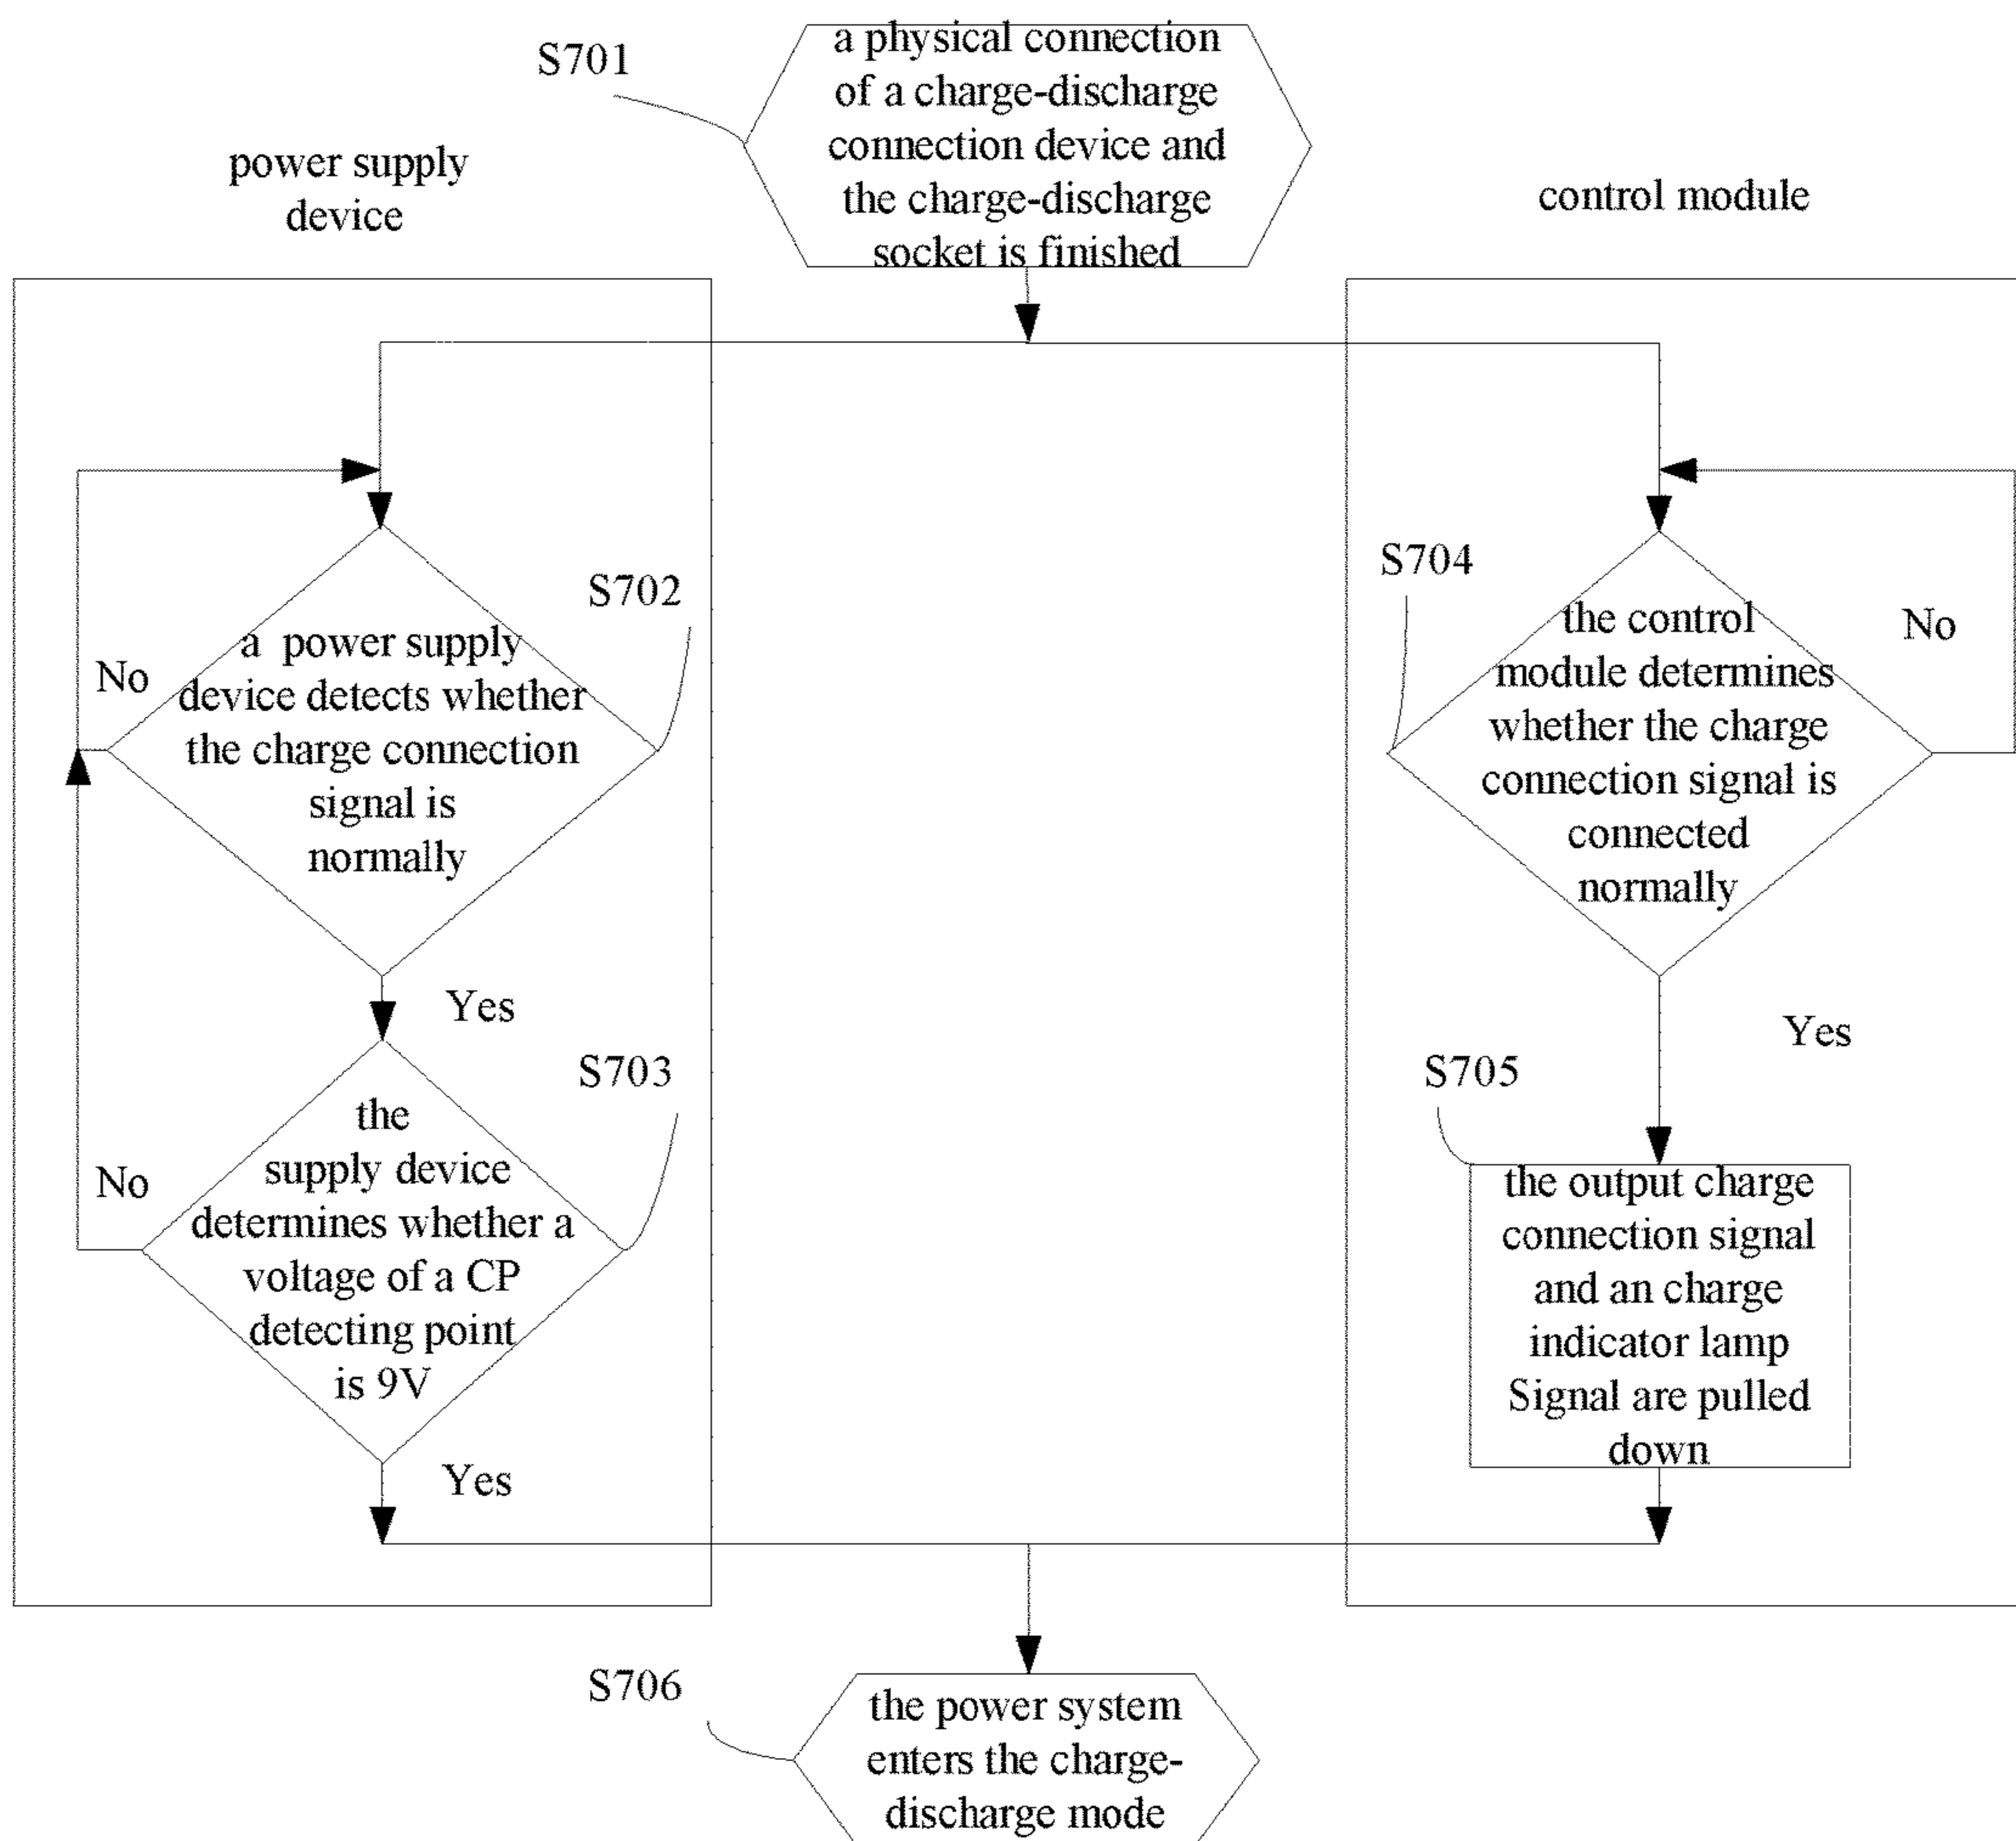 S701
a physical connection
of a charge-discharge
connection device and
the charge-discharge
socket is finished
power supply
device
control module
S702
No
a power supply
device detects whether
the charge connection
signal is
normally
Yes
S703
No
the
supply device
determines whether a
voltage of a CP
detecting point
is 9V
Yes
S704
No
the control
module determines
whether the charge
connection signal is
connected
normally
Yes
S705
the output charge
connection signal
and an charge
indicator lamp
Signal are pulled
down
S706
the power system
enters the charge-
discharge mode